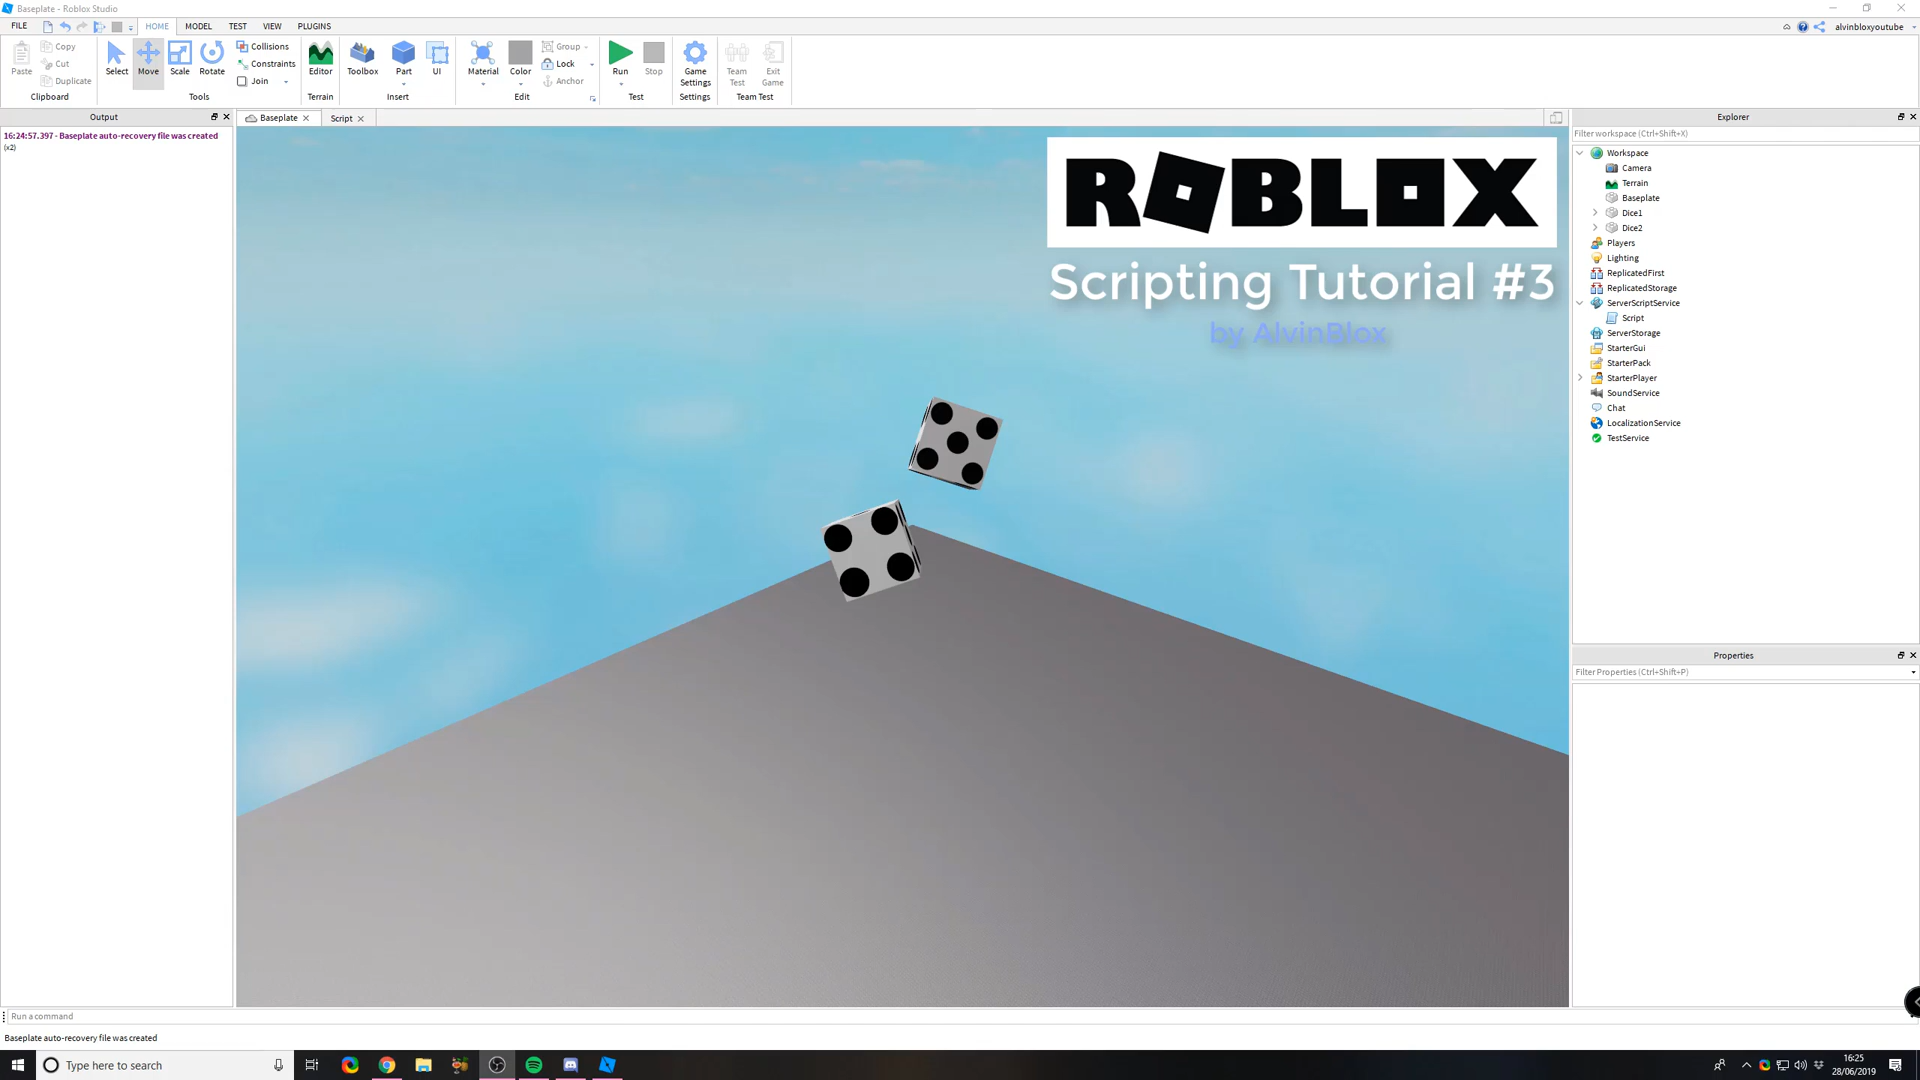 Baseplate - Roblox Studio
FILE
HOME
MODEL
TEST
VIEW
PLUGINS
alvinbloxyoutube
Paste
Copy
Cut
Duplicate
Clipboard
Select
Move
Scale
Rotate
Collisions
Constraints
Join
Tools
Editor
Terrain
Toolbox
Part
UI
Insert
Material
Color
Group
Lock
Anchor
Edit
Run
Stop
Test
Game
Settings
Settings
Team
Test
Exit
Game
Team Test
Output
16:24:57.397 - Baseplate auto-recovery file was created
(x2)
Baseplate
Script
ROBLOX
Scripting Tutorial #3
by AlvinBlox
Explorer
Filter workspace (Ctrl+Shift+X)
Workspace
Camera
Terrain
Baseplate
Dice1
Dice2
Players
Lighting
ReplicatedFirst
ReplicatedStorage
ServerScriptService
Script
ServerStorage
StarterGui
StarterPack
StarterPlayer
SoundService
Chat
LocalizationService
TestService
Properties
Filter Properties (Ctrl+Shift+P)
Run a command
Baseplate auto-recovery file was created
Type here to search
16:25
28/06/2019